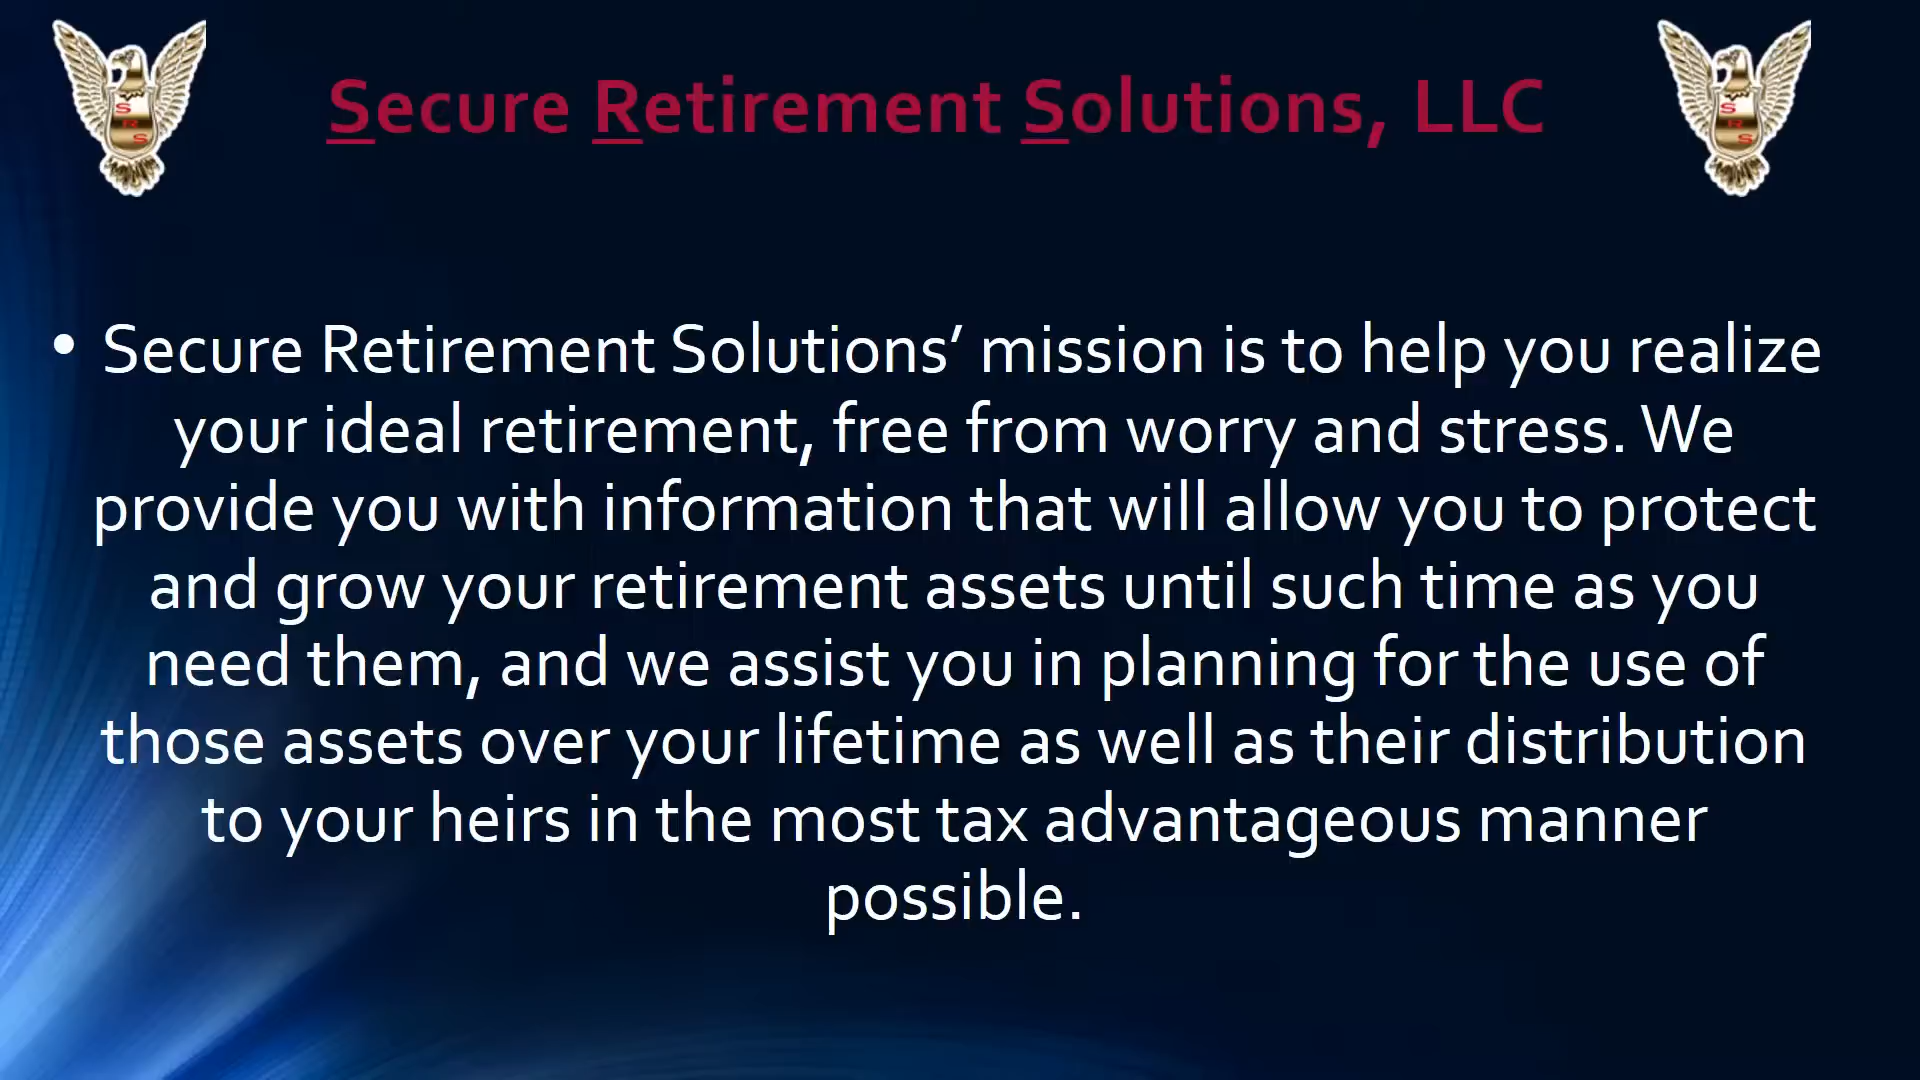 Secure Retirement Solutions, LLC
S
R
S
S
R
S
• Secure Retirement Solutions’ mission is to help you realize
your ideal retirement, free from worry and stress. We
provide you with information that will allow you to protect
and grow your retirement assets until such time as you
need them, and we assist you in planning for the use of
those assets over your lifetime as well as their distribution
to your heirs in the most tax advantageous manner
possible.